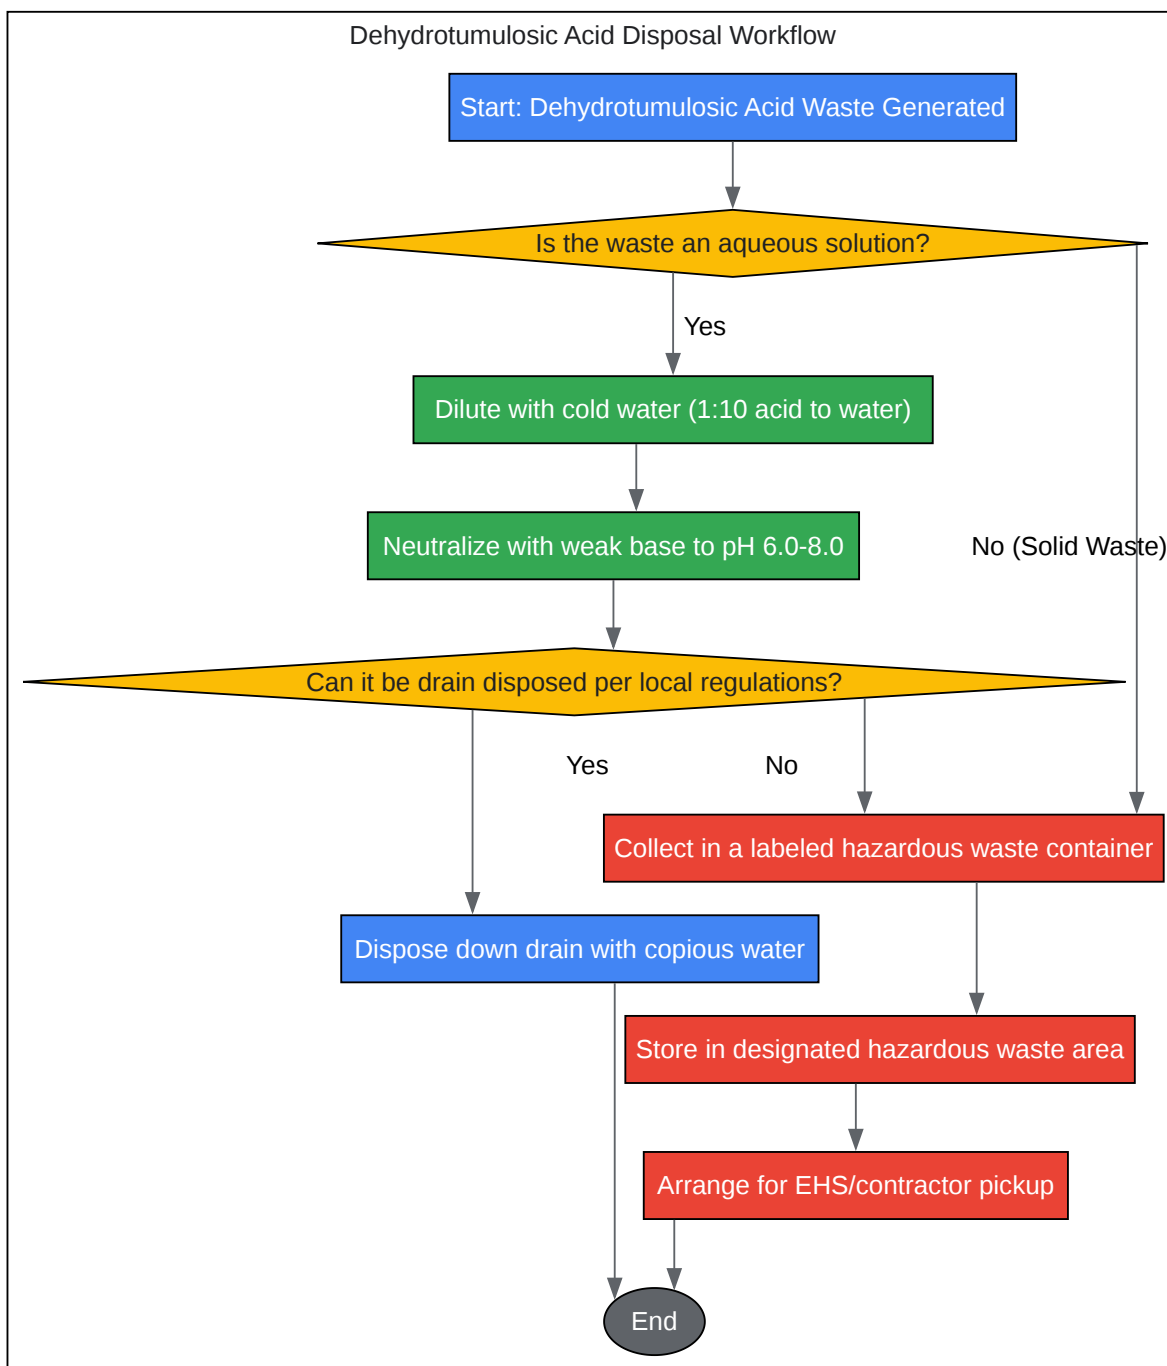 Dehydrotumulosic Acid Disposal Workflow
Start: Dehydrotumulosic Acid Waste Generated
Is the waste an aqueous solution?
Yes
Dilute with cold water (1:10 acid to water)
Neutralize with weak base to pH 6.0-8.0
No (Solid Waste)
Can it be drain disposed per local regulations?
Yes
No
Collect in a labeled hazardous waste container
Dispose down drain with copious water
Store in designated hazardous waste area
Arrange for EHS/contractor pickup
End